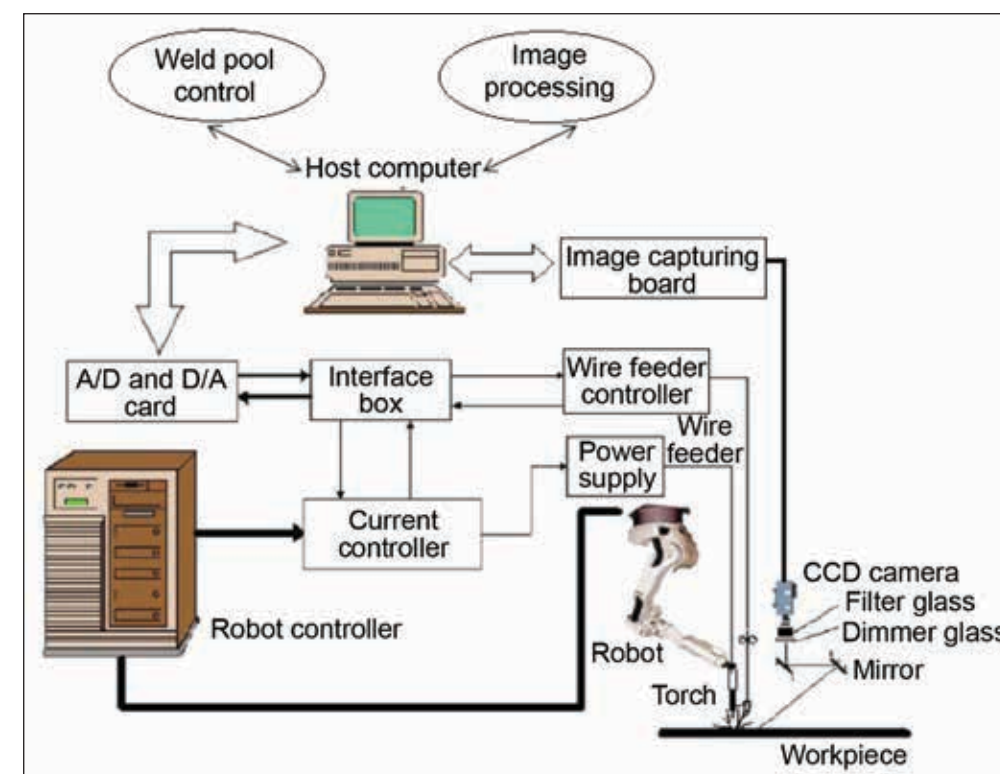 Weld pool
control
Image
processing
Host computer
Image capturing
board
A/D and D/A
card
Interface
box
Wire feeder
controller
Wire
feeder
Power
supply
Current
controller
Robot controller
Robot
Torch
CCD camera
Filter glass
Dimmer glass
Mirror
Workpiece